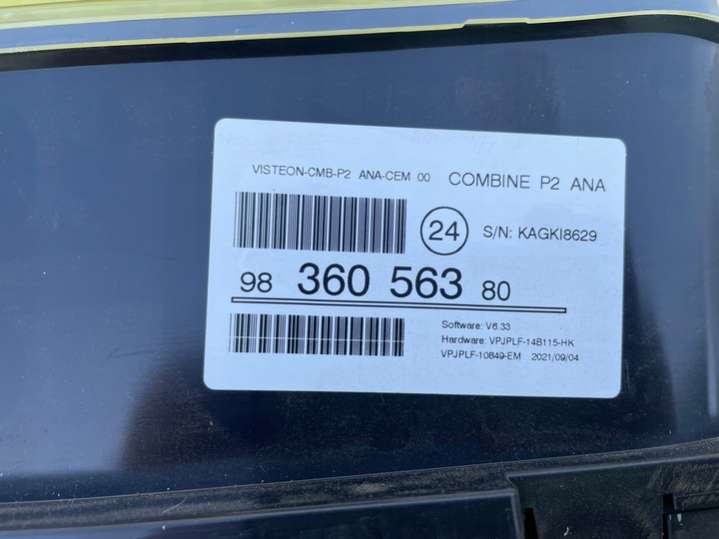 VISTEON-CMB-P2 ANA-CEM 00 COMBINE P2 ANA
24 S/N: KAGKI8629
98 360 563 80
Software: V6.33
Hardware: VPJPLF-14B115-HK
VPJPLF-10849-EM 2021/09/04